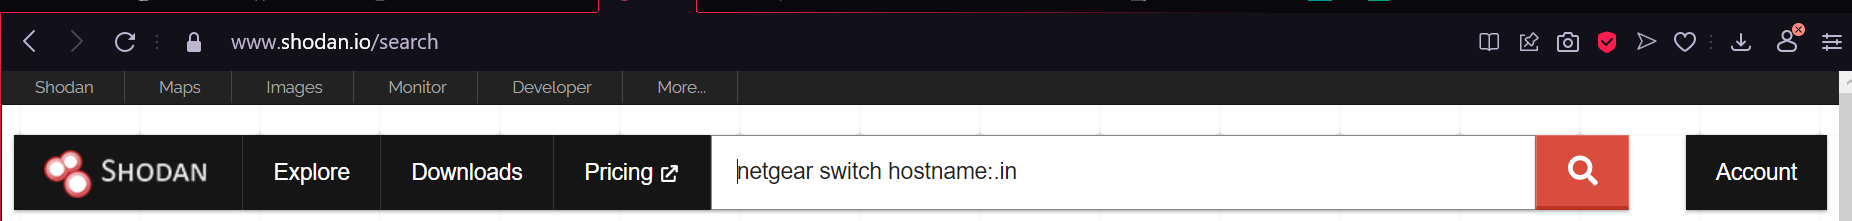 www.shodan.io/search
Shodan Maps Images Monitor Developer More...
SHODAN Explore Downloads Pricing netgear switch hostname:.in Account